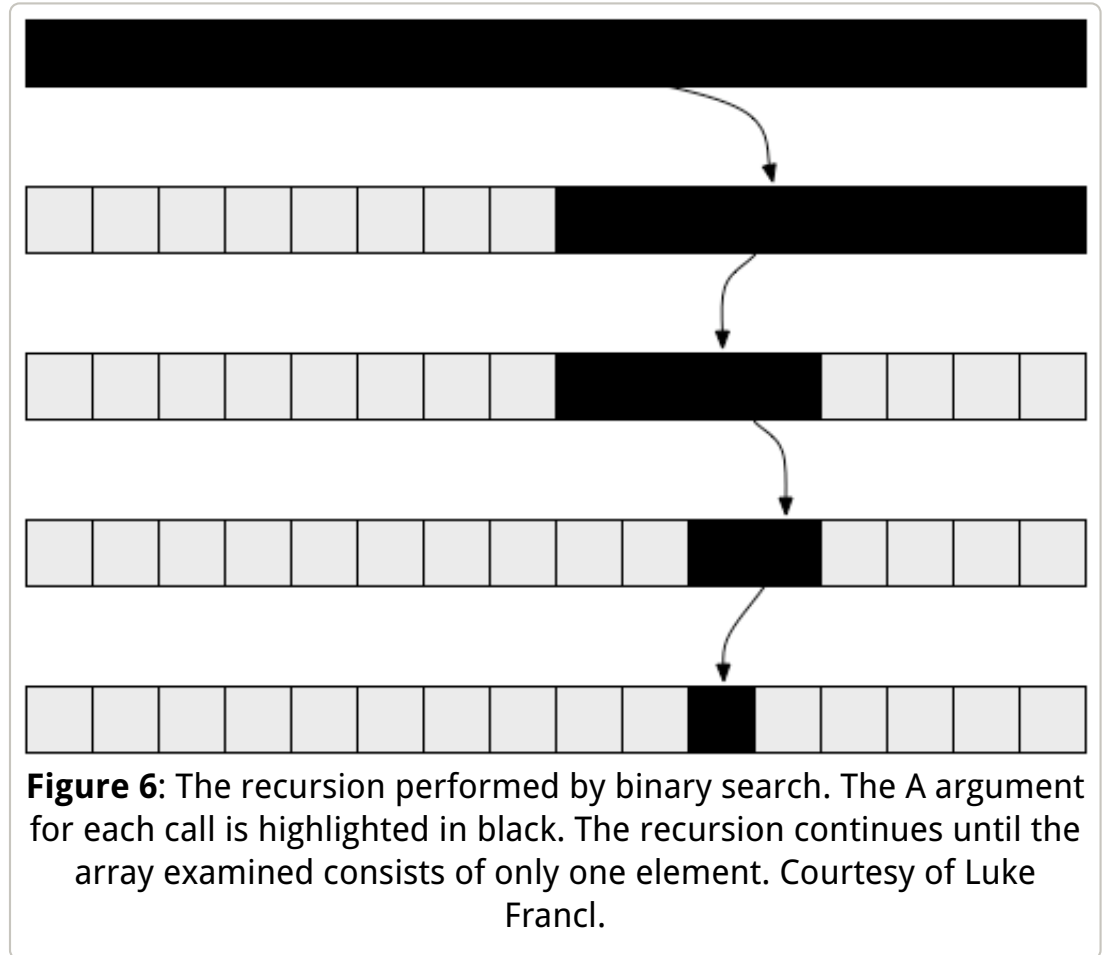 Figure 6: The recursion performed by binary search. The A argument
for each call is highlighted in black. The recursion continues until the
array examined consists of only one element. Courtesy of Luke
Francl.